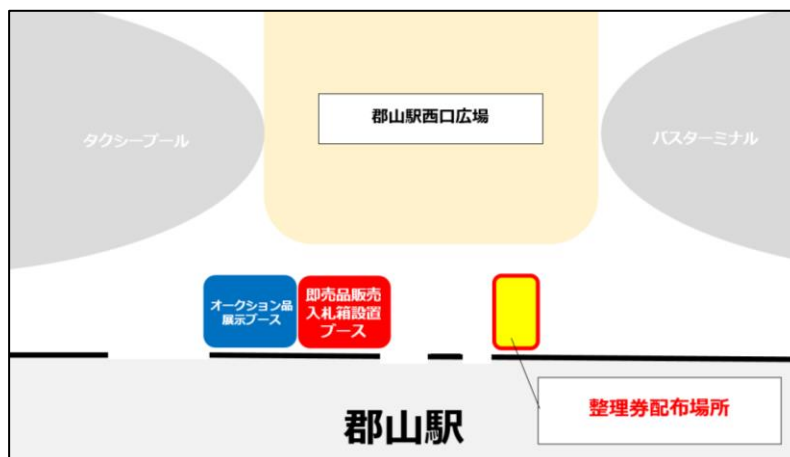 郡山駅西口広場
タクシープール
バスターミナル
オークション品
展示ブース
即売品販売
入札箱設置
ブース
整理券配布場所
郡山駅